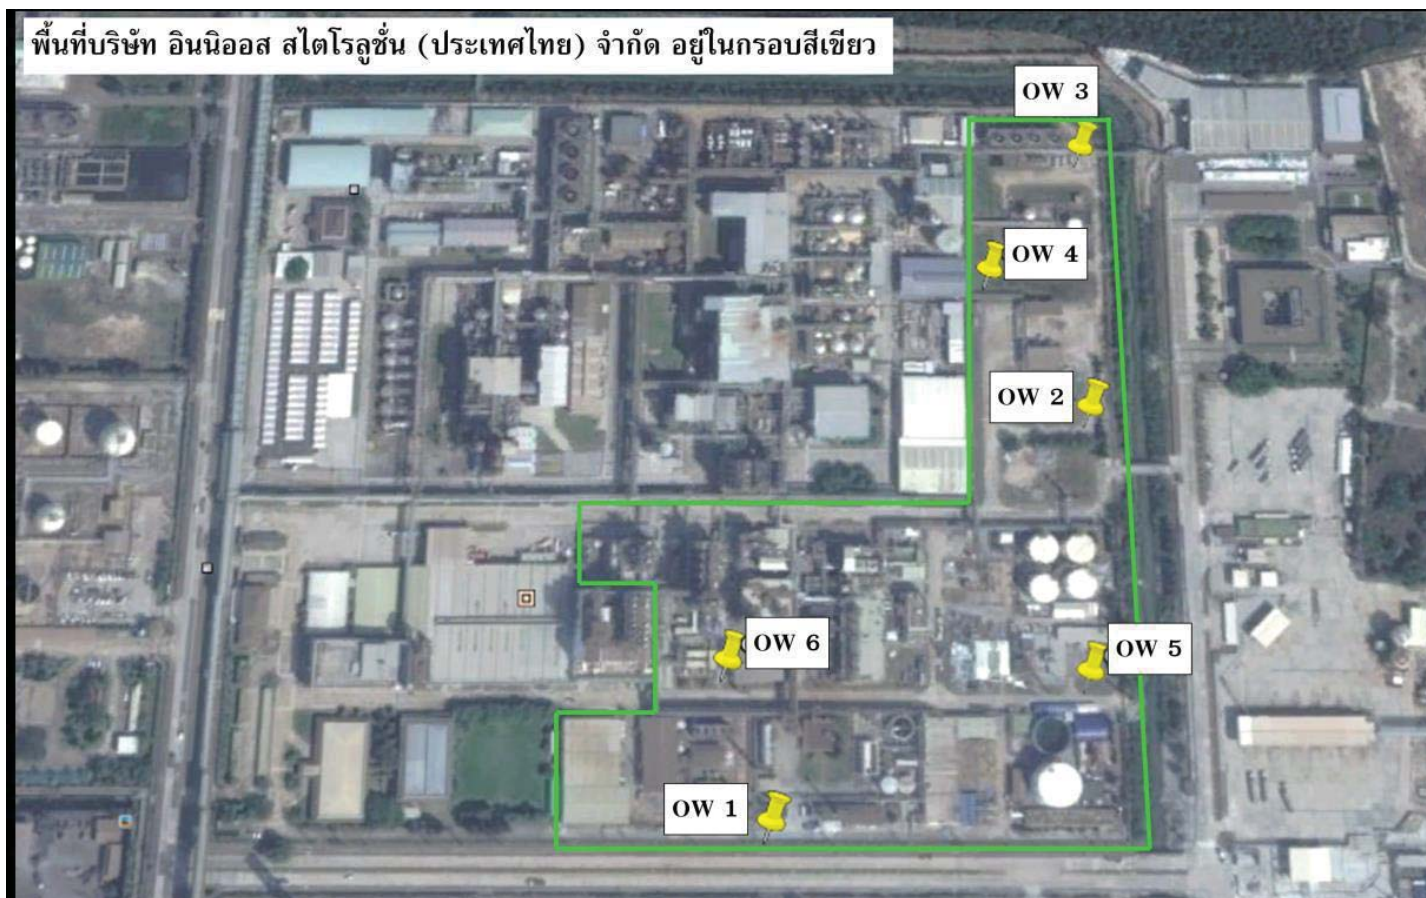 พื้นที่บริษัท อินนิออส สไตโรลูชั่น (ประเทศไทย) จำกัด อยู่ในกรอบสีเขียว
OW 3
OW 4
OW 2
OW 6
OW 5
OW 1